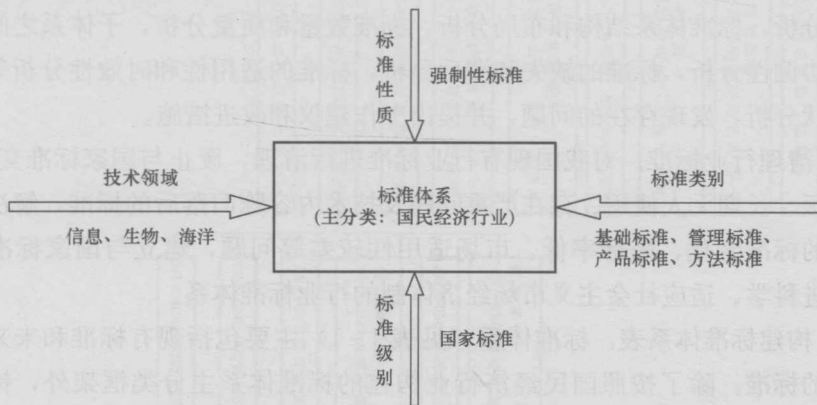 标准性质
强制性标准
技术领域
信息、生物、海洋
标准体系
(主分类：国民经济行业)
标准类别
基础标准、管理标准、
产品标准、方法标准
标准级别
国家标准